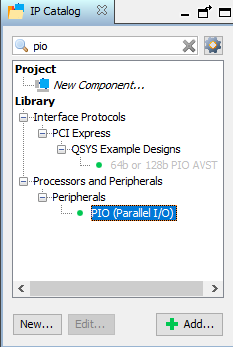 IP Catalog
pio
Project
New Component...
Library
Interface Protocols
PCI Express
QSYS Example Designs
64b or 128b PIO AVST
Processors and Peripherals
Peripherals
PIO (Parallel I/O)
New... Edit... Add...